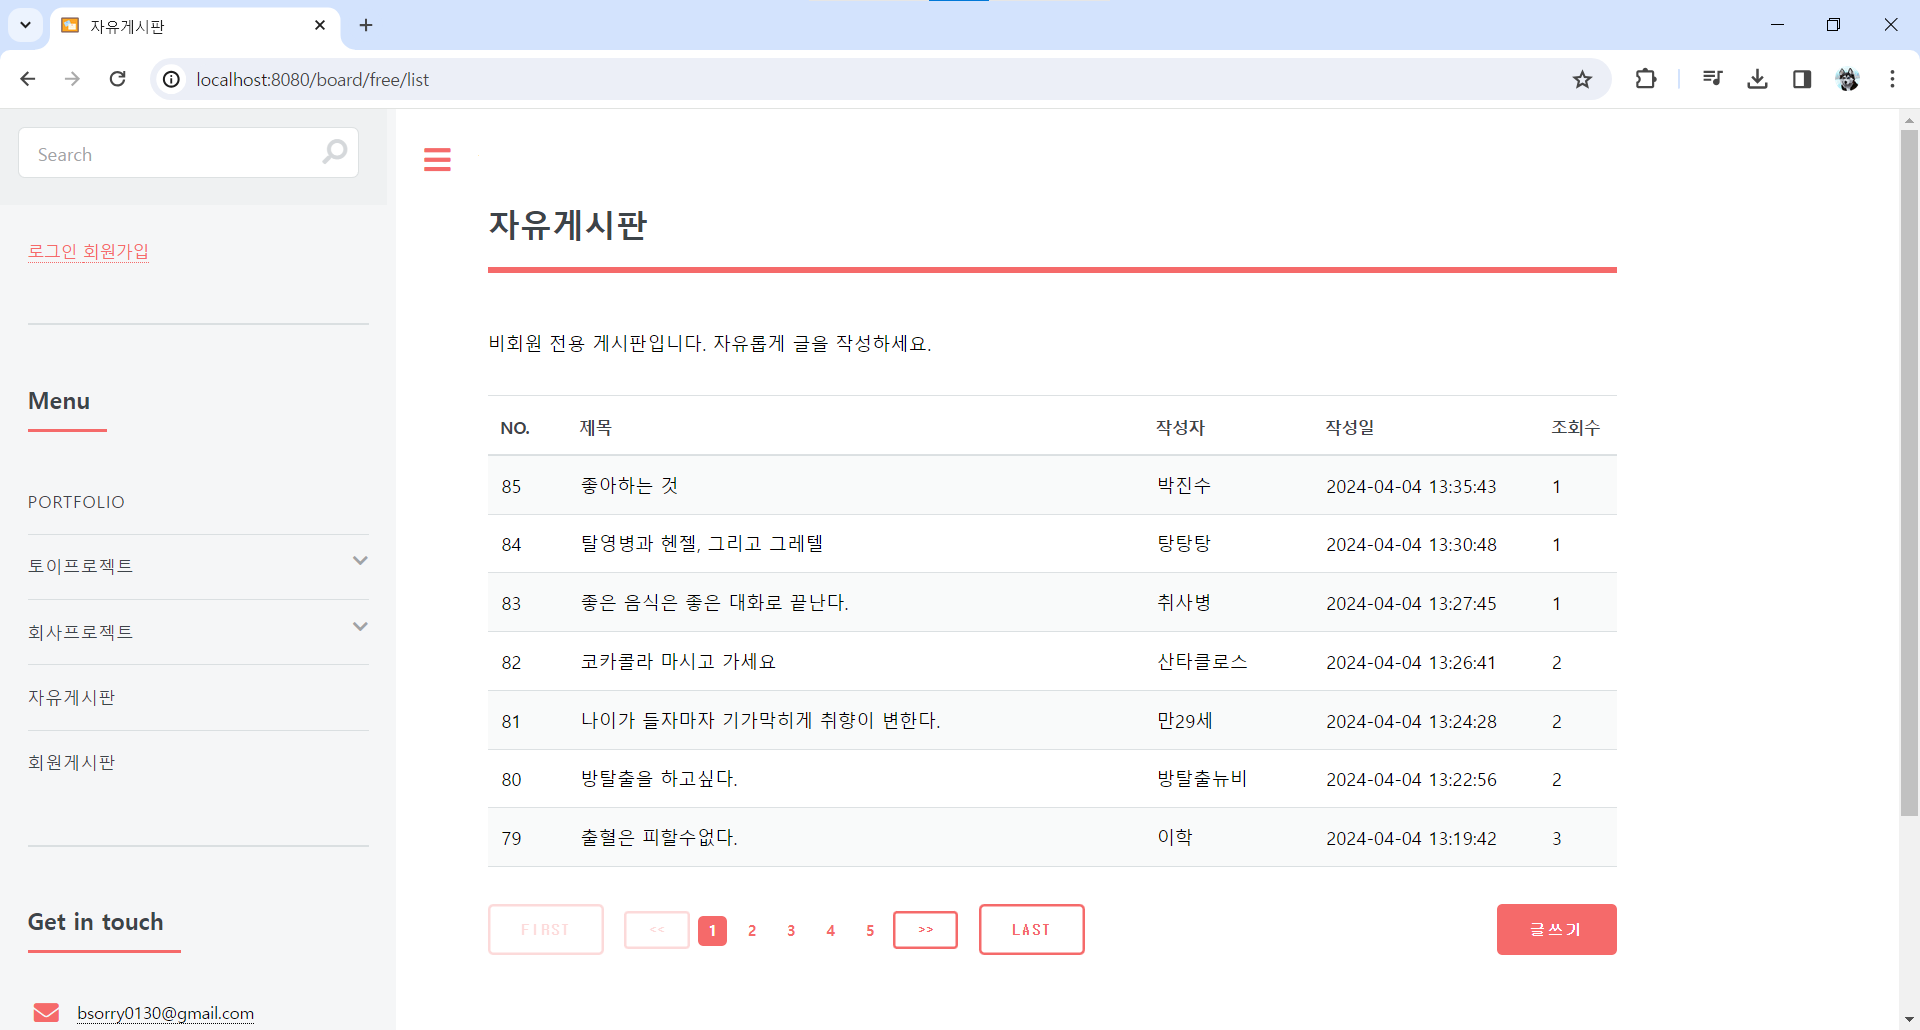 자유게시판
localhost:8080/board/free/list
Search
로그인 회원가입
Menu
PORTFOLIO
토이프로젝트
회사프로젝트
자유게시판
회원게시판
Get in touch
bsorry0130@gmail.com
자유게시판
비회원 전용 게시판입니다. 자유롭게 글을 작성하세요.
NO. 제목 작성자 작성일 조회수
85 좋아하는 것 박진수 2024-04-04 13:35:43 1
84 탈영병과 헨젤, 그리고 그레텔 탕탕탕 2024-04-04 13:30:48 1
83 좋은 음식은 좋은 대화로 끝난다. 취사병 2024-04-04 13:27:45 1
82 코카콜라 마시고 가세요 산타클로스 2024-04-04 13:26:41 2
81 나이가 들자마자 기가막히게 취향이 변한다. 만29세 2024-04-04 13:24:28 2
80 방탈출을 하고싶다. 방탈출뉴비 2024-04-04 13:22:56 2
79 출혈은 피할수없다. 이학 2024-04-04 13:19:42 3
FIRST << 1 2 3 4 5 >> LAST 글쓰기